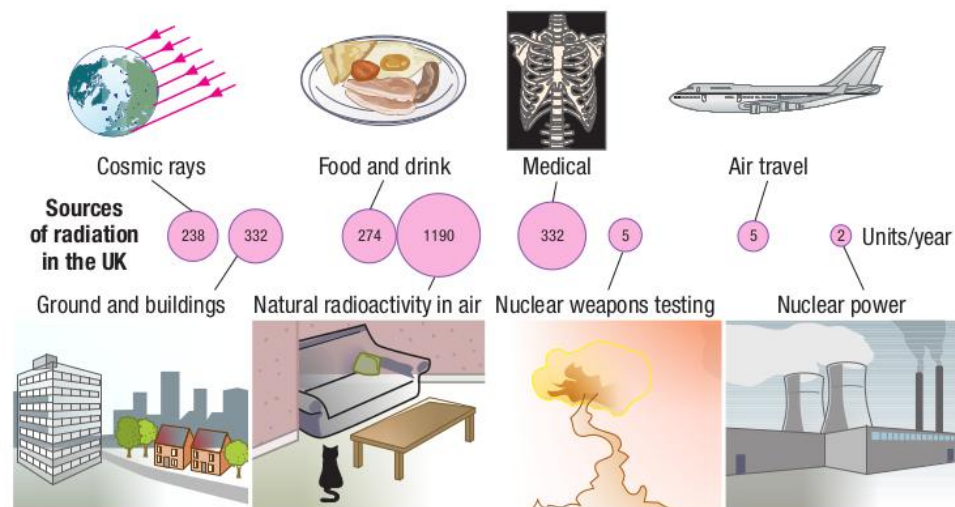 Cosmic rays
Food and drink
Medical
Air travel
Sources
of radiation
in the UK
238
332
274
1190
332
5
5
2
Units/year
Ground and buildings
Natural radioactivity in air
Nuclear weapons testing
Nuclear power